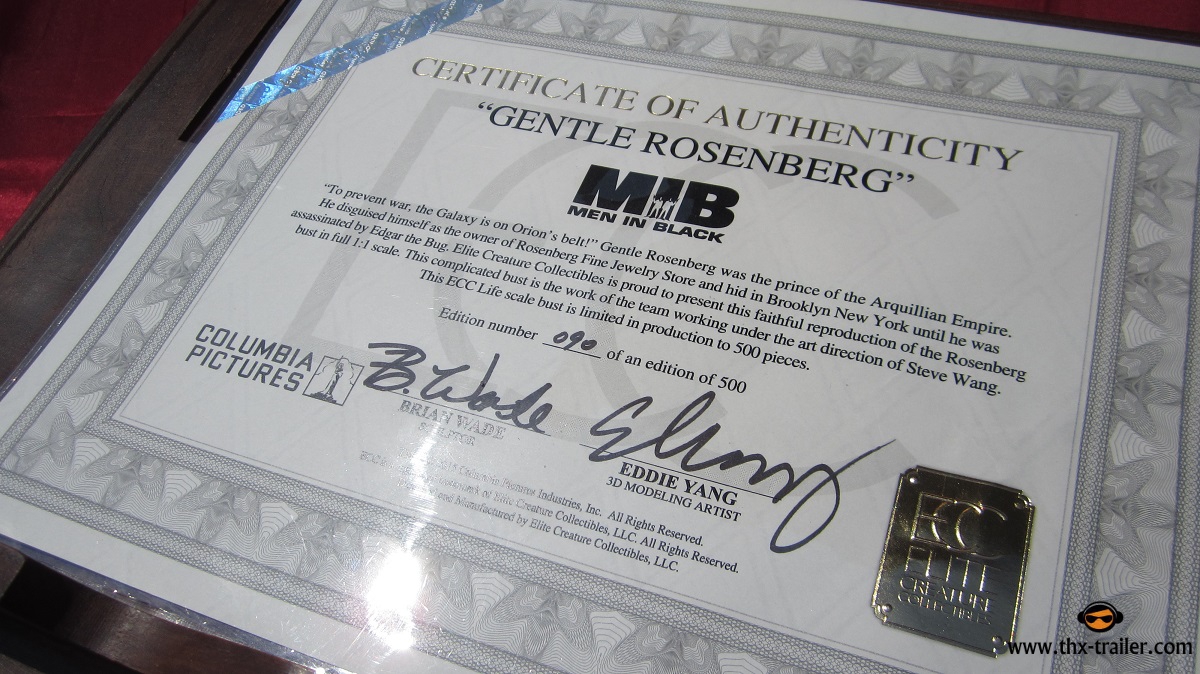 CERTIFICATE OF AUTHENTICITY
“GENTLE ROSENBERG”
MIB
MEN IN BLACK
“To prevent war, the Galaxy is on Orion’s belt!” Gentle Rosenberg was the prince of the Arquillian Empire.
He disguised himself as the owner of Rosenberg Fine Jewelry Store and hid in Brooklyn New York until he was
assassinated by Edgar the Bug. Elite Creature Collectibles is proud to present this faithful reproduction of the Rosenberg
bust in full 1:1 scale. This complicated bust is the work of the team working under the art direction of Steve Wang.
This ECC Life scale bust is limited in production to 500 pieces.
Edition number 090 of an edition of 500
COLUMBIA
PICTURES
B. Wade
BRIAN WADE
SCULPTOR
EDDIE YANG
3D MODELING ARTIST
Pictures Industries, Inc. All Rights Reserved.
of Elite Creature Collectibles, LLC. All Rights Reserved.
and Manufactured by Elite Creature Collectibles, LLC.
ECC
ELITE
CREATURE
COLLECTIBLES
www.thx-trailer.com